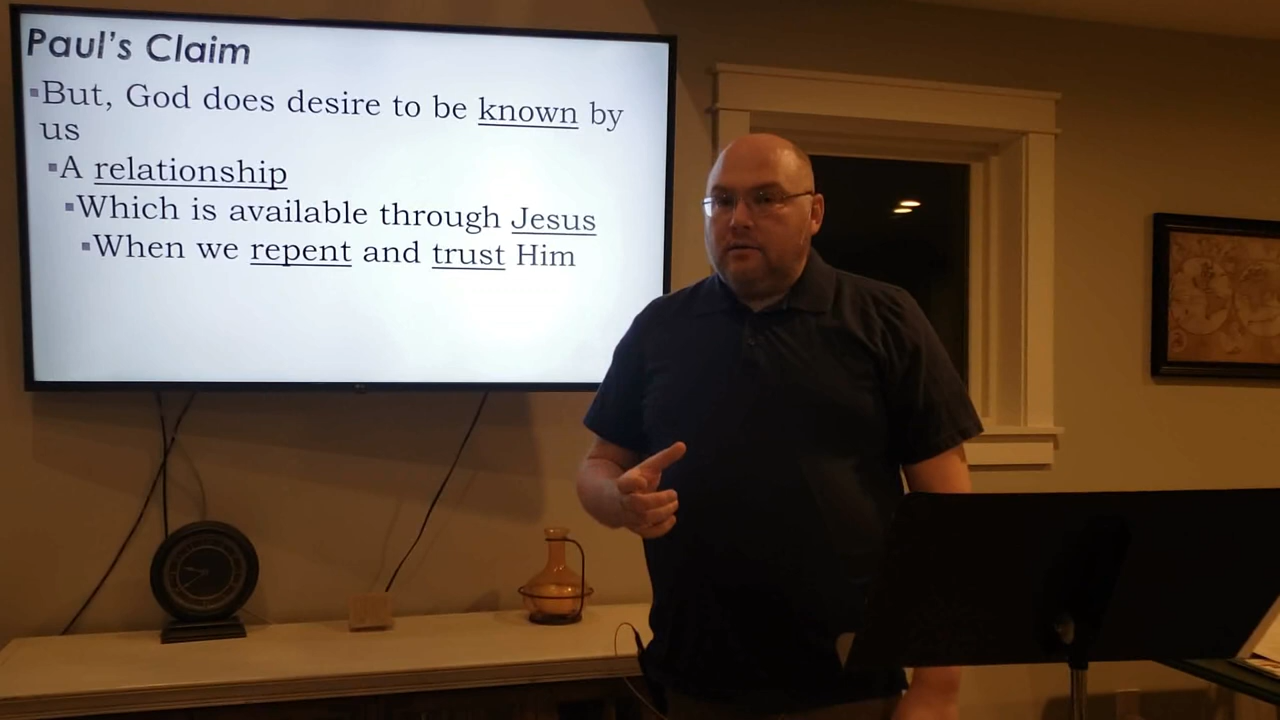 Paul's Claim
▪But, God does desire to be known by
us
▪A relationship
▪Which is available through Jesus
▪When we repent and trust Him